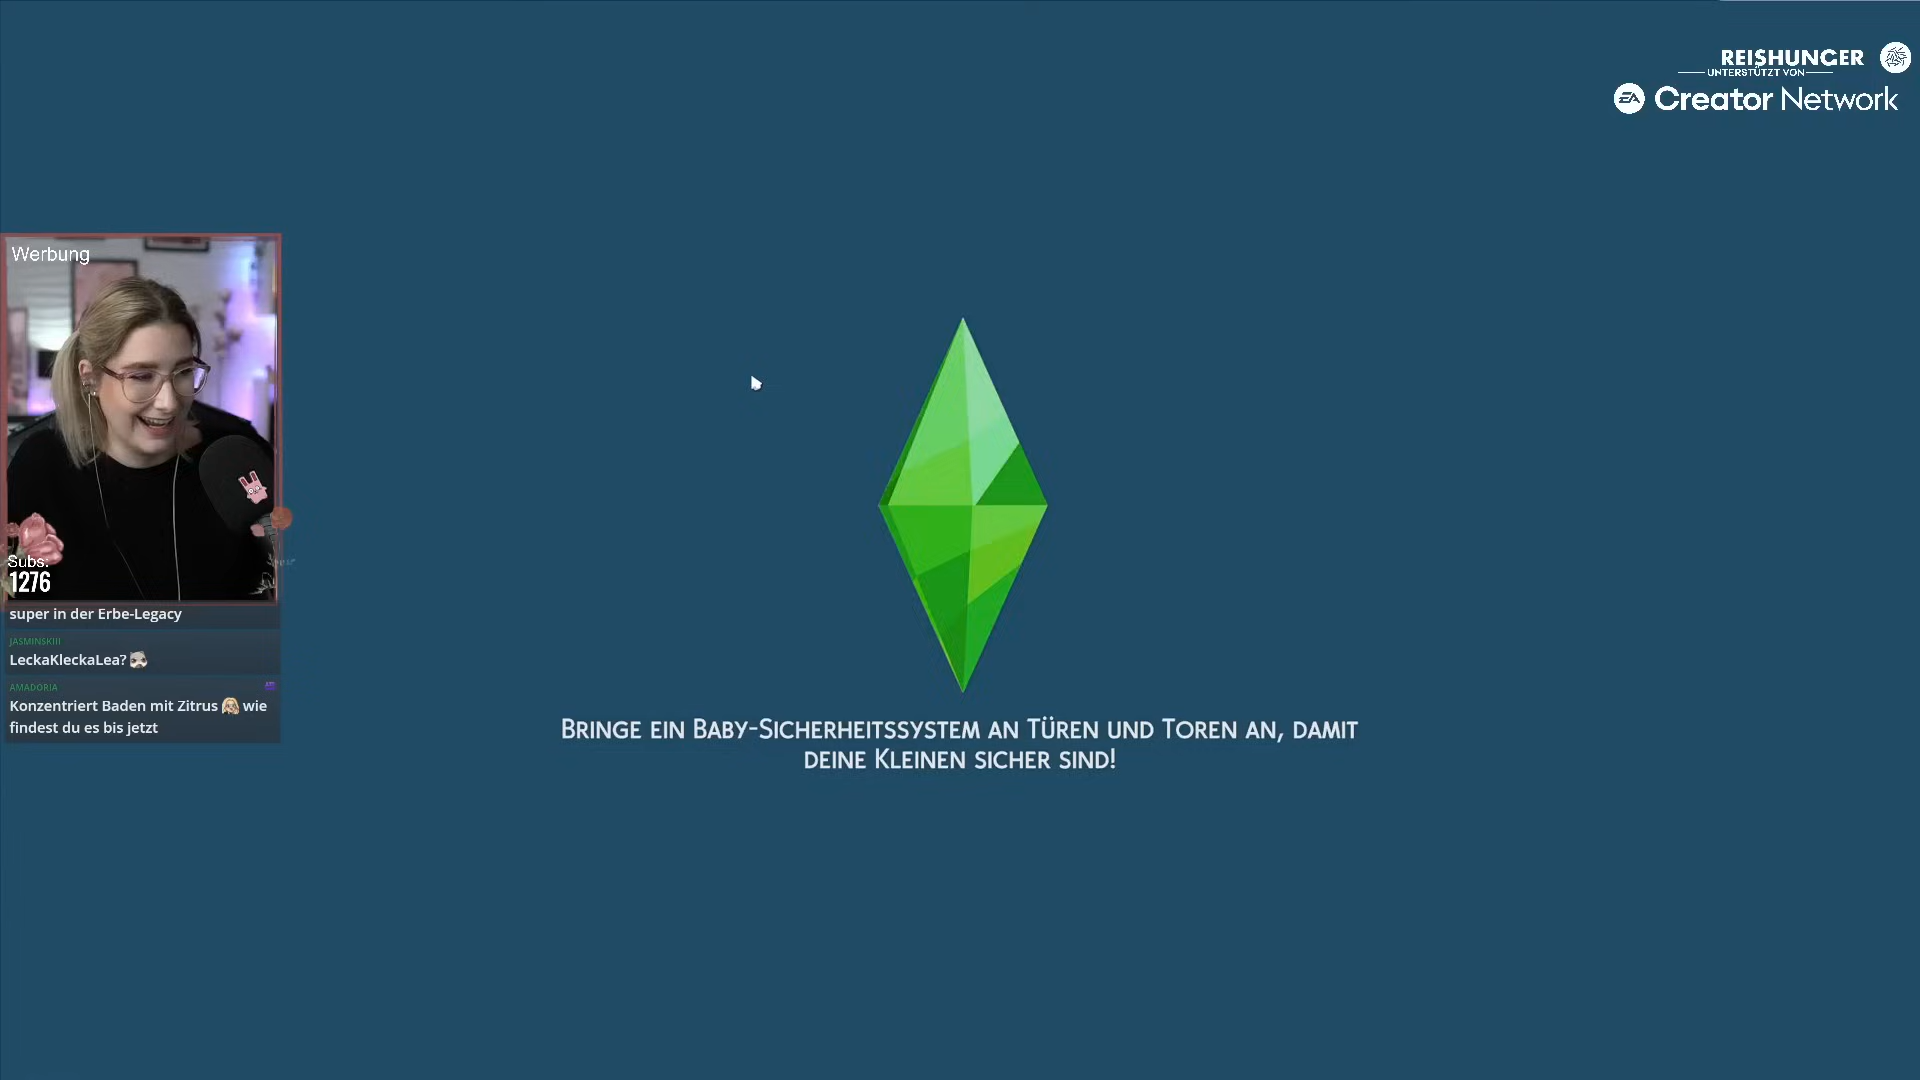 REISHUNGER
UNTERSTÜTZT VON
EA Creator Network
Werbung
Subs:
1276
super in der Erbe-Legacy
JASMINSKIII
LeckaKleckaLea?
AMADORIA
Konzentriert Baden mit Zitrus wie
findest du es bis jetzt
BRINGE EIN BABY-SICHERHEITSSYSTEM AN TÜREN UND TOREN AN, DAMIT
DEINE KLEINEN SICHER SIND!